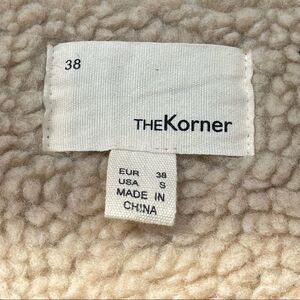 38
THEKorner
EUR 38
USA S
MADE IN
CHINA